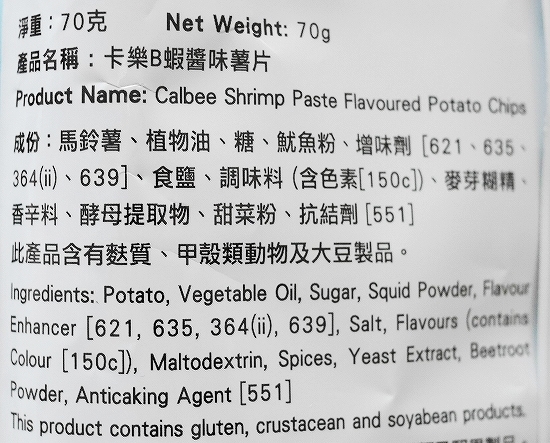 淨重：70克 Net Weight: 70g
產品名稱：卡樂B蝦醬味薯片
Product Name: Calbee Shrimp Paste Flavoured Potato Chips
成份：馬鈴薯、植物油、糖、魷魚粉、增味劑 [621、635、
364(ii)、639]、食鹽、調味料 (含色素[150c])、麥芽糊精、
香辛料、酵母提取物、甜菜粉、抗結劑 [551]
此產品含有麩質、甲殼類動物及大豆製品。
Ingredients: Potato, Vegetable Oil, Sugar, Squid Powder, Flavour
Enhancer [621, 635, 364(ii), 639], Salt, Flavours (contains
Colour [150c]), Maltodextrin, Spices, Yeast Extract, Beetroot
Powder, Anticaking Agent [551]
This product contains gluten, crustacean and soyabean products.